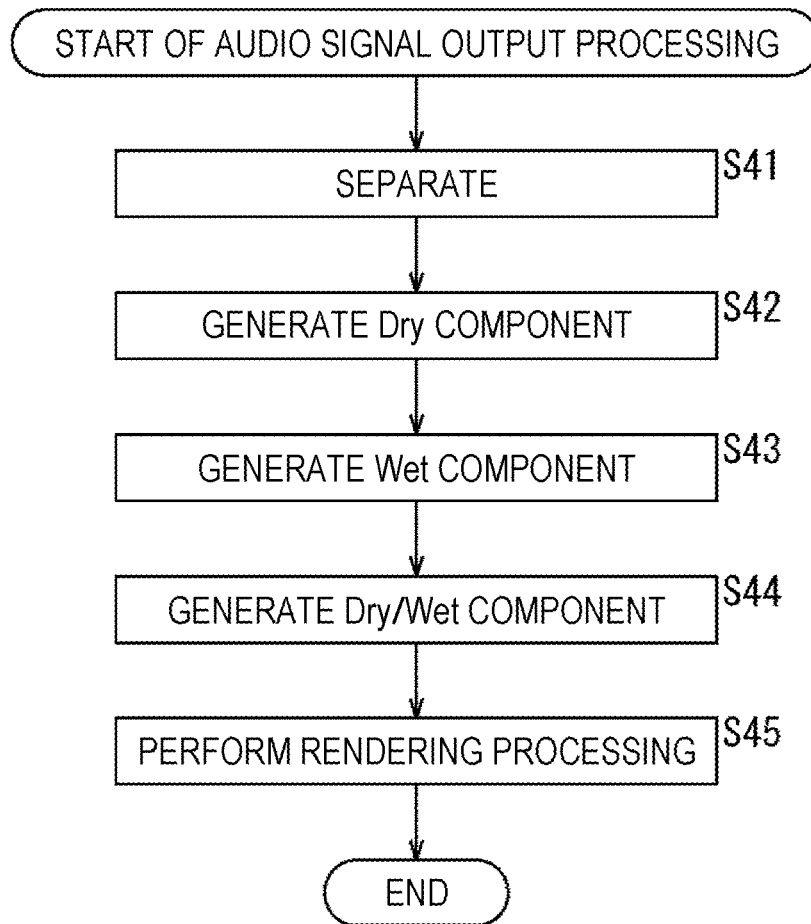 START OF AUDIO SIGNAL OUTPUT PROCESSING
SEPARATE
S41
GENERATE Dry COMPONENT
S42
GENERATE Wet COMPONENT
S43
GENERATE Dry/Wet COMPONENT
S44
PERFORM RENDERING PROCESSING
S45
END